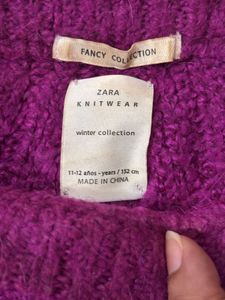 FANCY COLLECTION
ZARA
KNITWEAR
winter collection
11-12 años - years / 152 cm
MADE IN CHINA